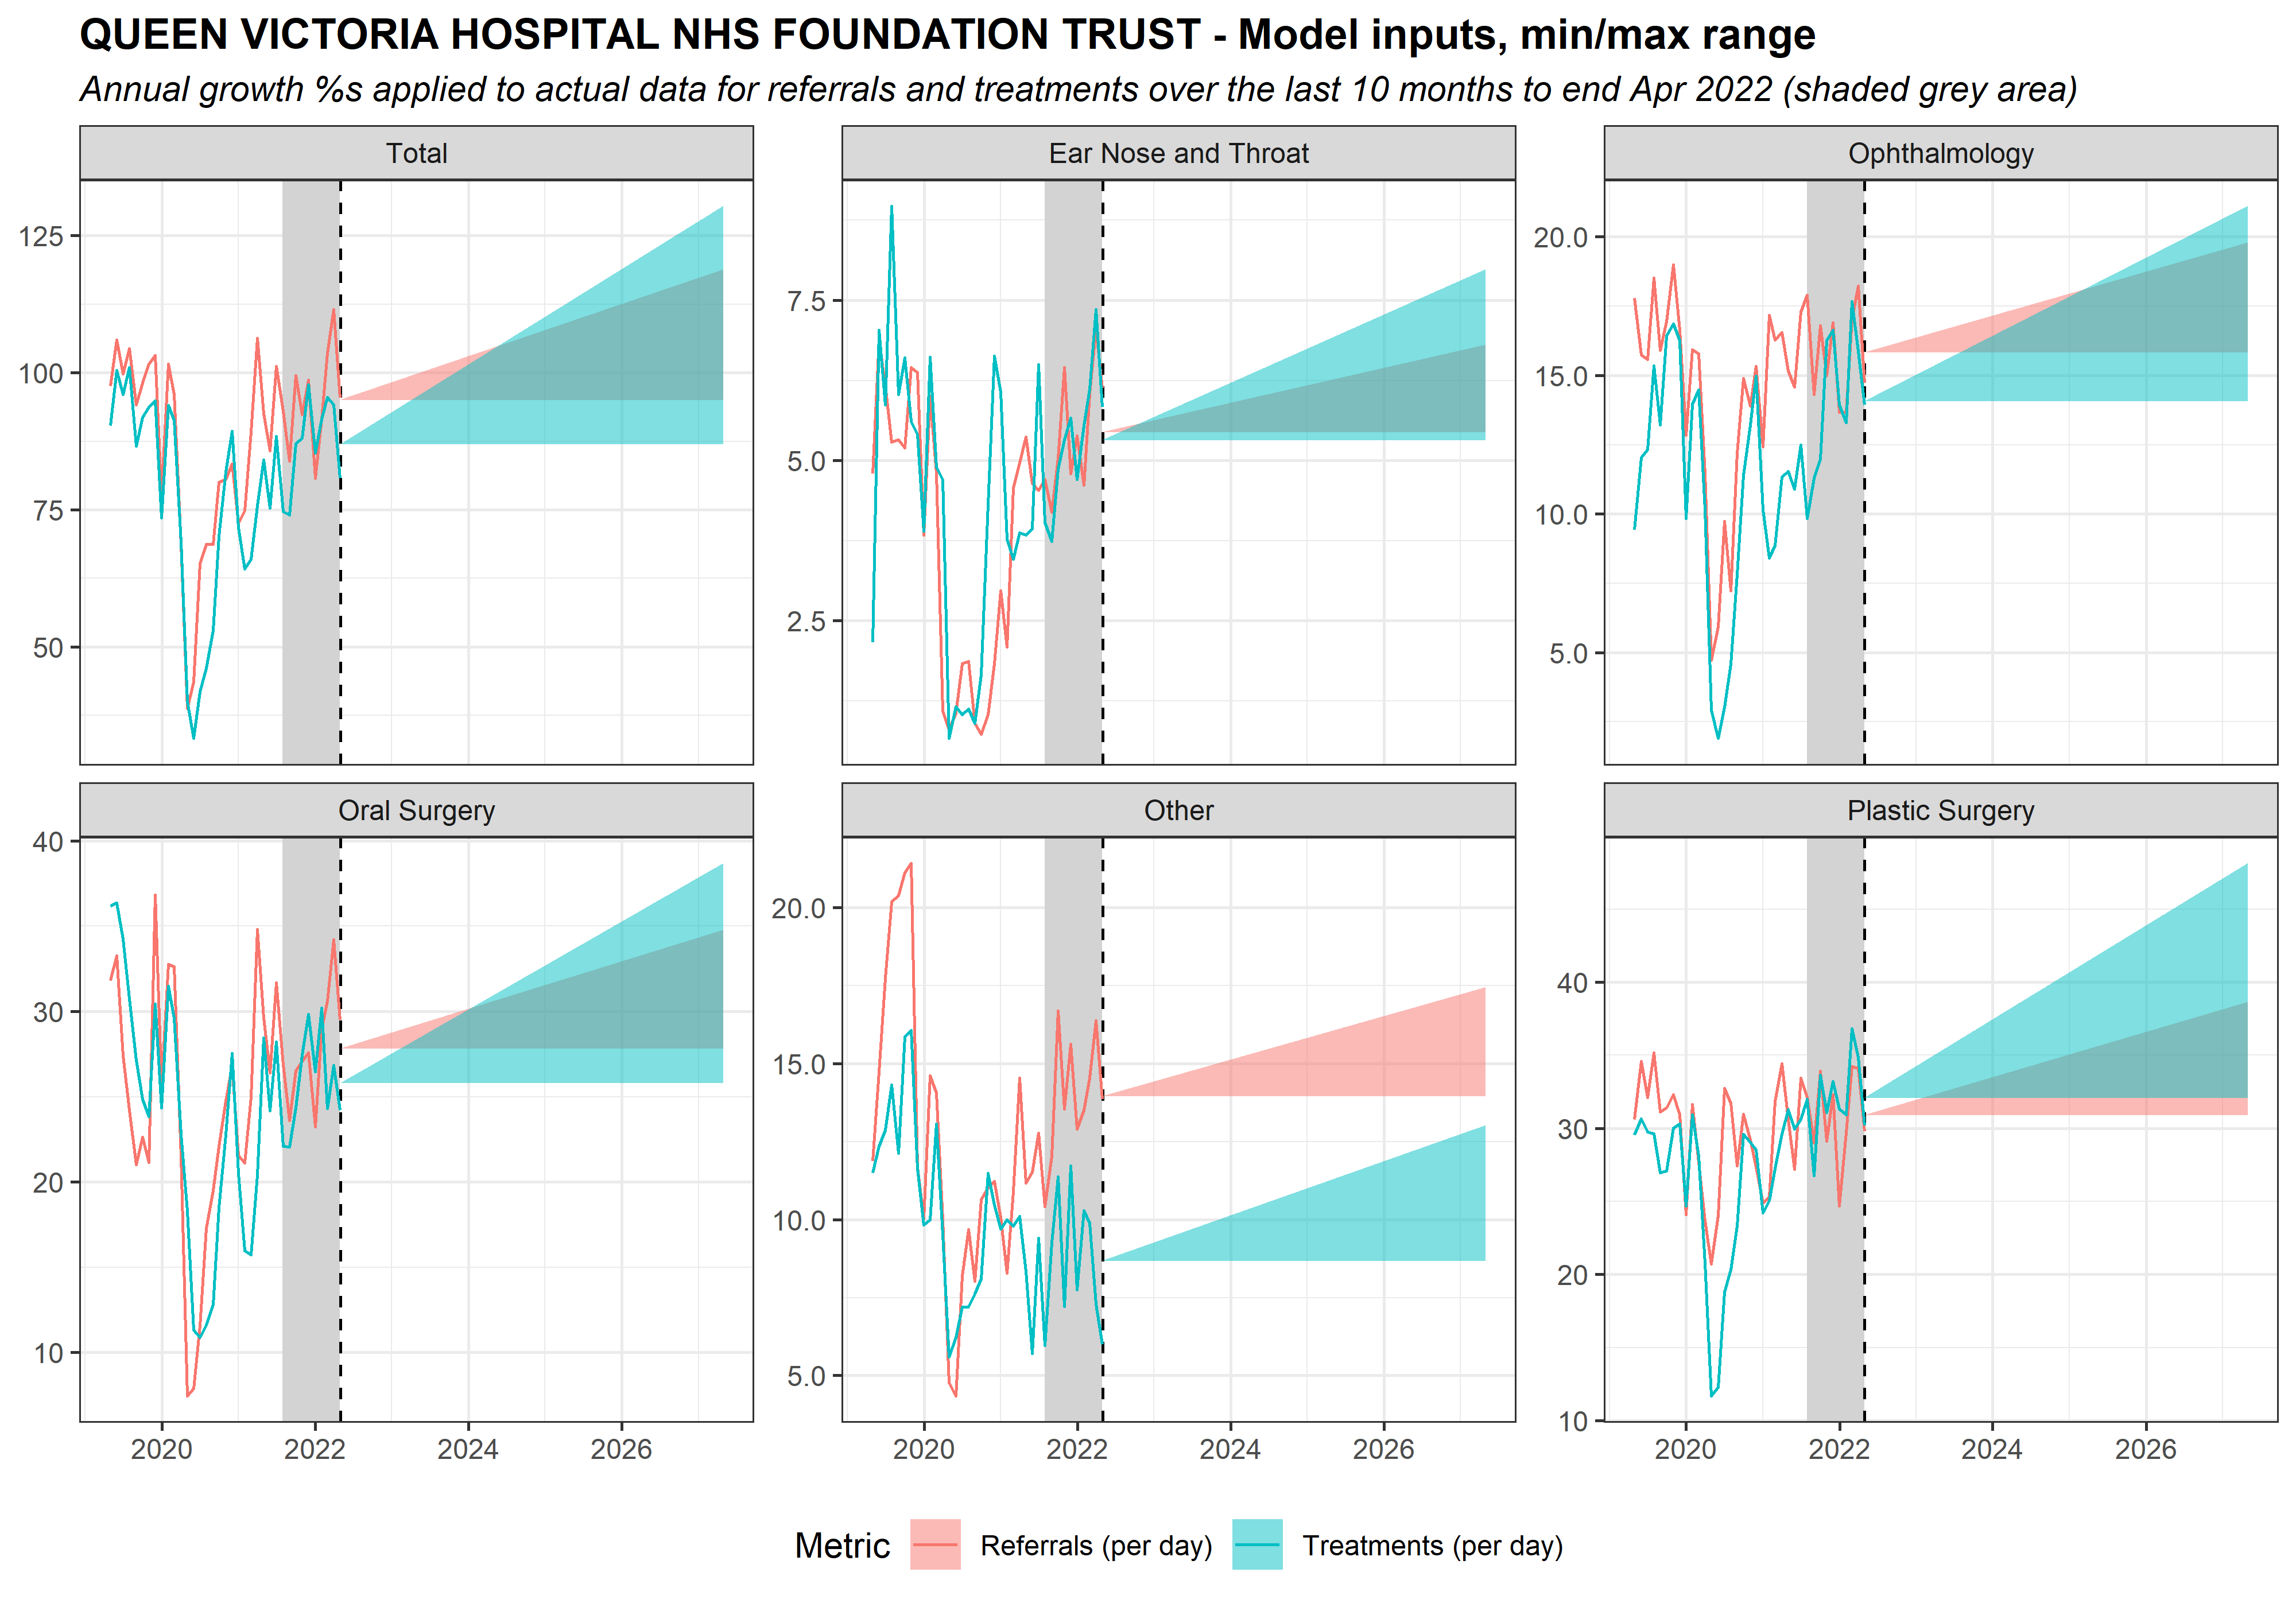 QUEEN VICTORIA HOSPITAL NHS FOUNDATION TRUST - Model inputs, min/max range
Annual growth %s applied to actual data for referrals and treatments over the last 10 months to end Apr 2022 (shaded grey area)
Total
Ear Nose and Throat
Ophthalmology
125
100
75
50
7.5
5.0
2.5
20.0
15.0
10.0
5.0
Oral Surgery
Other
Plastic Surgery
40
30
20
10
20.0
15.0
10.0
5.0
40
30
20
10
2020 2022 2024 2026
2020 2022 2024 2026
2020 2022 2024 2026
Metric Referrals (per day) Treatments (per day)